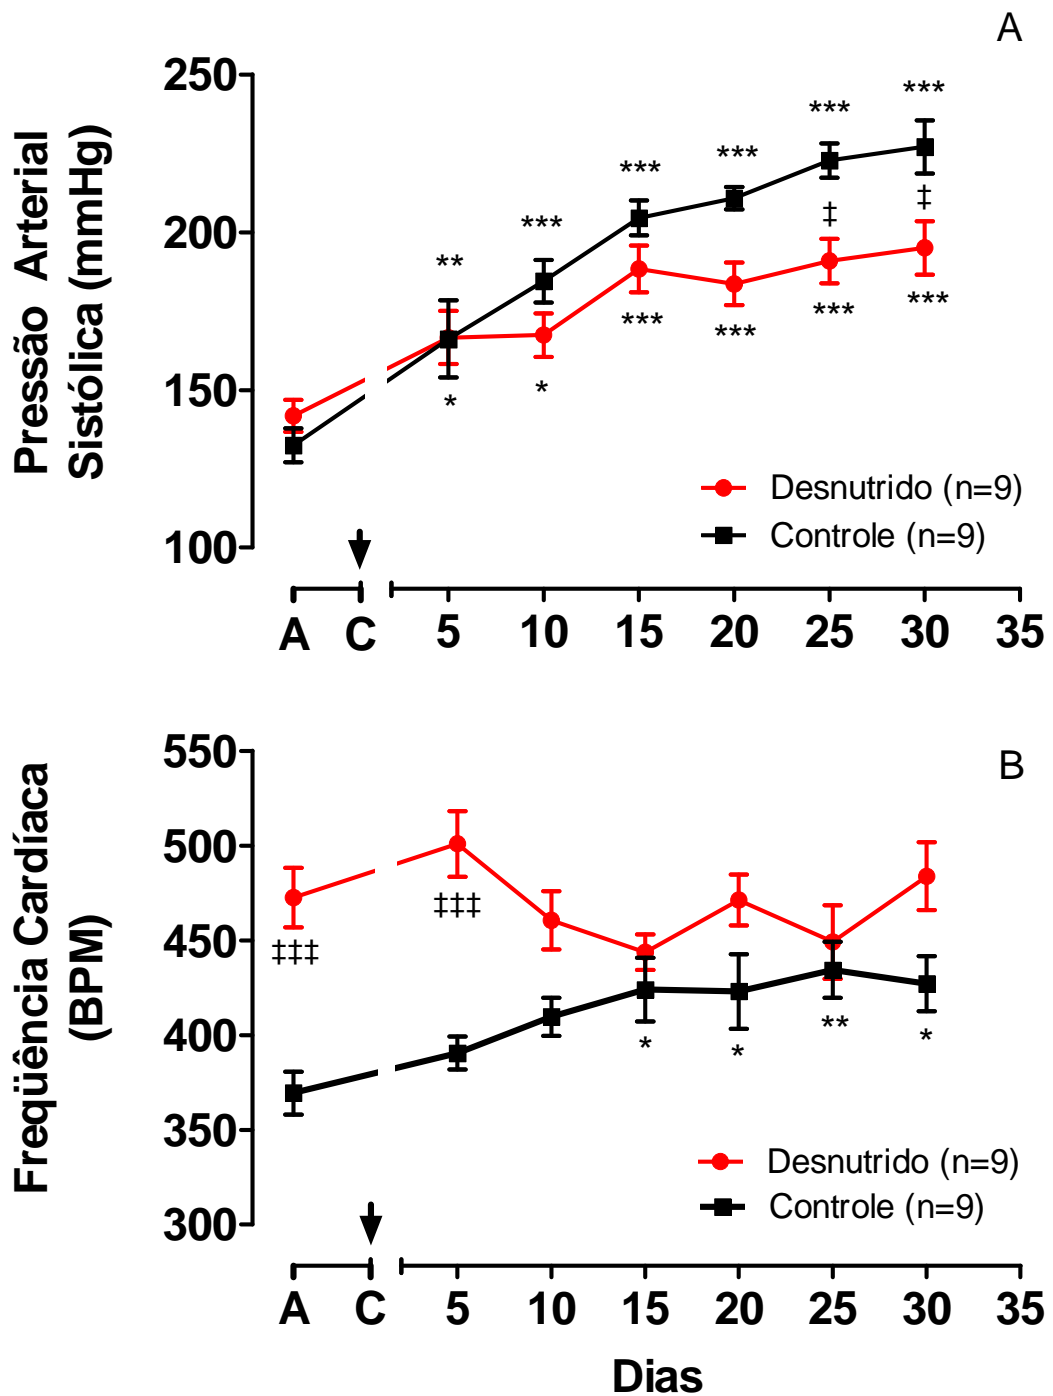 A
Pressão Arterial
Sistólica (mmHg)
250
200
150
100
***
***
***
***
***
**
‡
‡
*
*
***
***
***
***
Desnutrido (n=9)
Controle (n=9)
A C 5 10 15 20 25 30 35
B
Freqüência Cardíaca
(BPM)
550
500
450
400
350
300
‡‡‡
‡‡‡
*
*
**
*
Desnutrido (n=9)
Controle (n=9)
A C 5 10 15 20 25 30 35
Dias